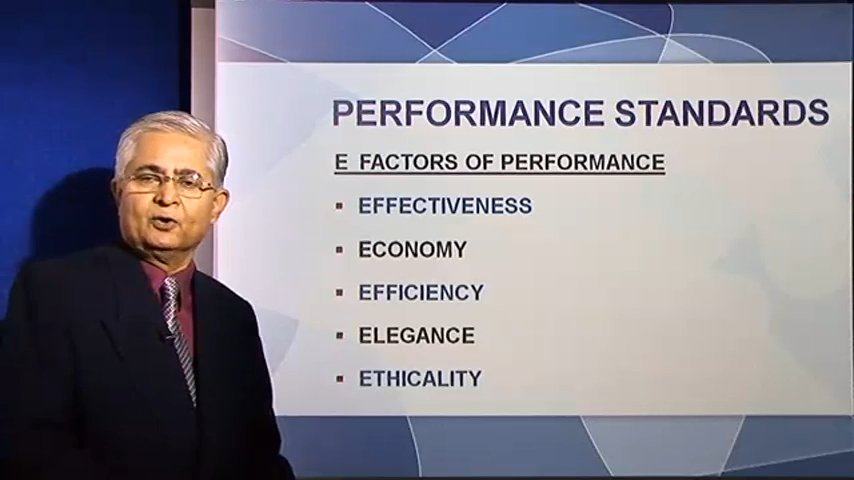 PERFORMANCE STANDARDS
E FACTORS OF PERFORMANCE
▪ EFFECTIVENESS
▪ ECONOMY
▪ EFFICIENCY
▪ ELEGANCE
▪ ETHICALITY